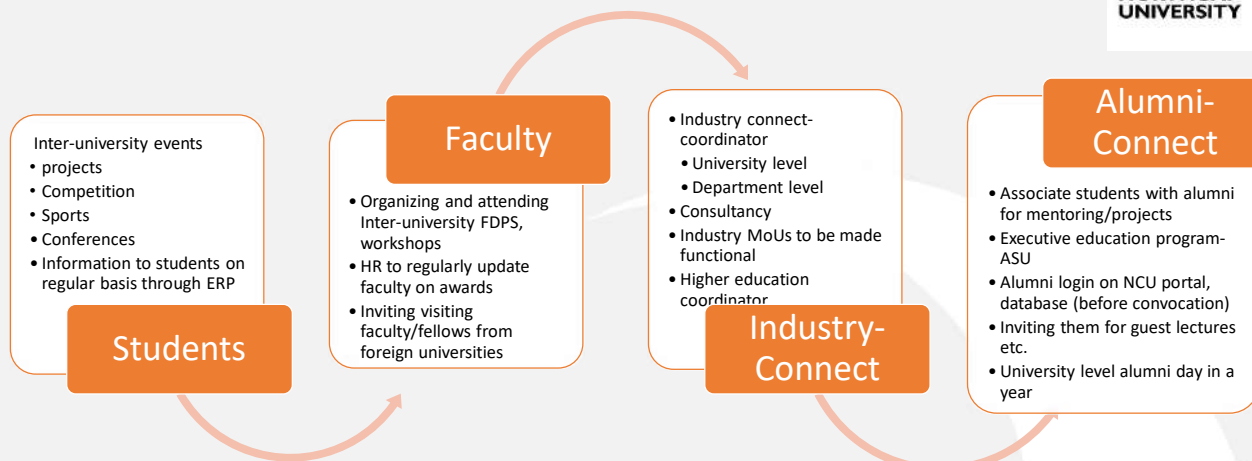 UNIVERSITY
Inter-university events
• projects
• Competition
• Sports
• Conferences
• Information to students on
regular basis through ERP
Students
Faculty
• Organizing and attending
Inter-university FDPS,
workshops
• HR to regularly update
faculty on awards
• Inviting visiting
faculty/fellows from
foreign universities
• Industry connect-
coordinator
• University level
• Department level
• Consultancy
• Industry MoUs to be made
functional
• Higher education
coordinator
Industry-
Connect
Alumni-
Connect
• Associate students with alumni
for mentoring/projects
• Executive education program-
ASU
• Alumni login on NCU portal,
database (before convocation)
• Inviting them for guest lectures
etc.
• University level alumni day in a
year